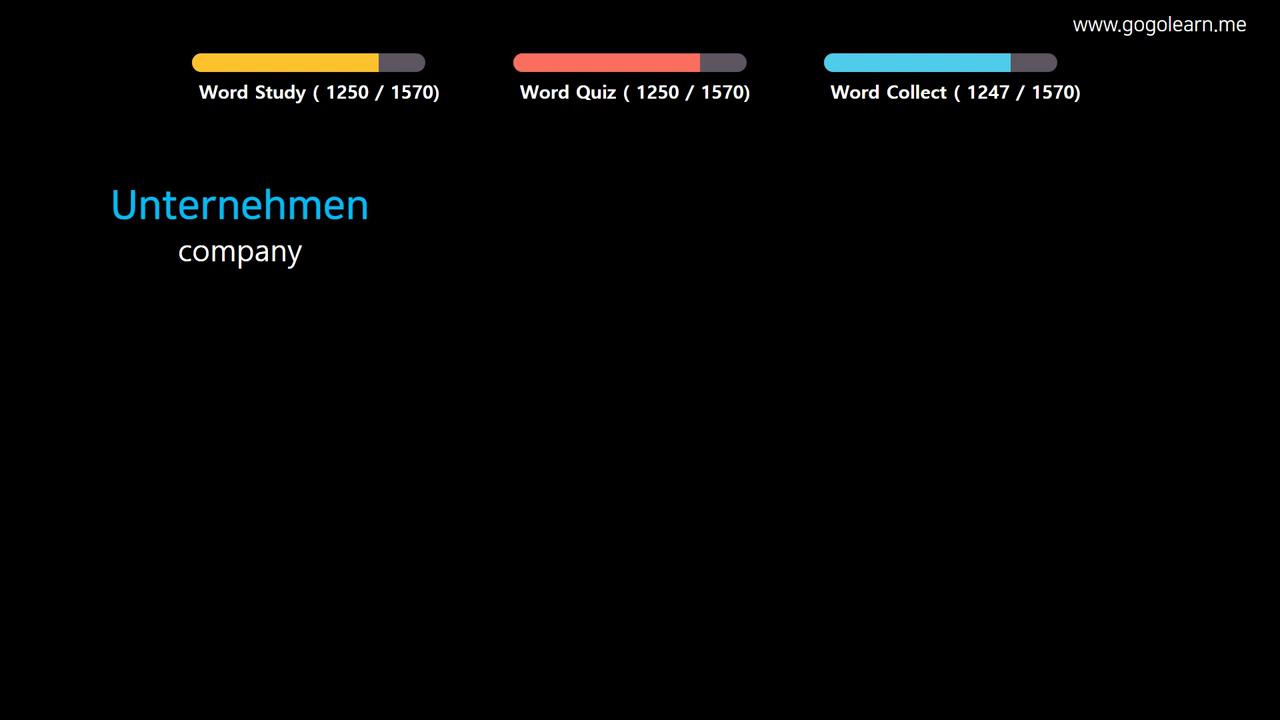 www.gogolearn.me
Word Study ( 1250 / 1570)
Word Quiz ( 1250 / 1570)
Word Collect ( 1247 / 1570)
Unternehmen
company